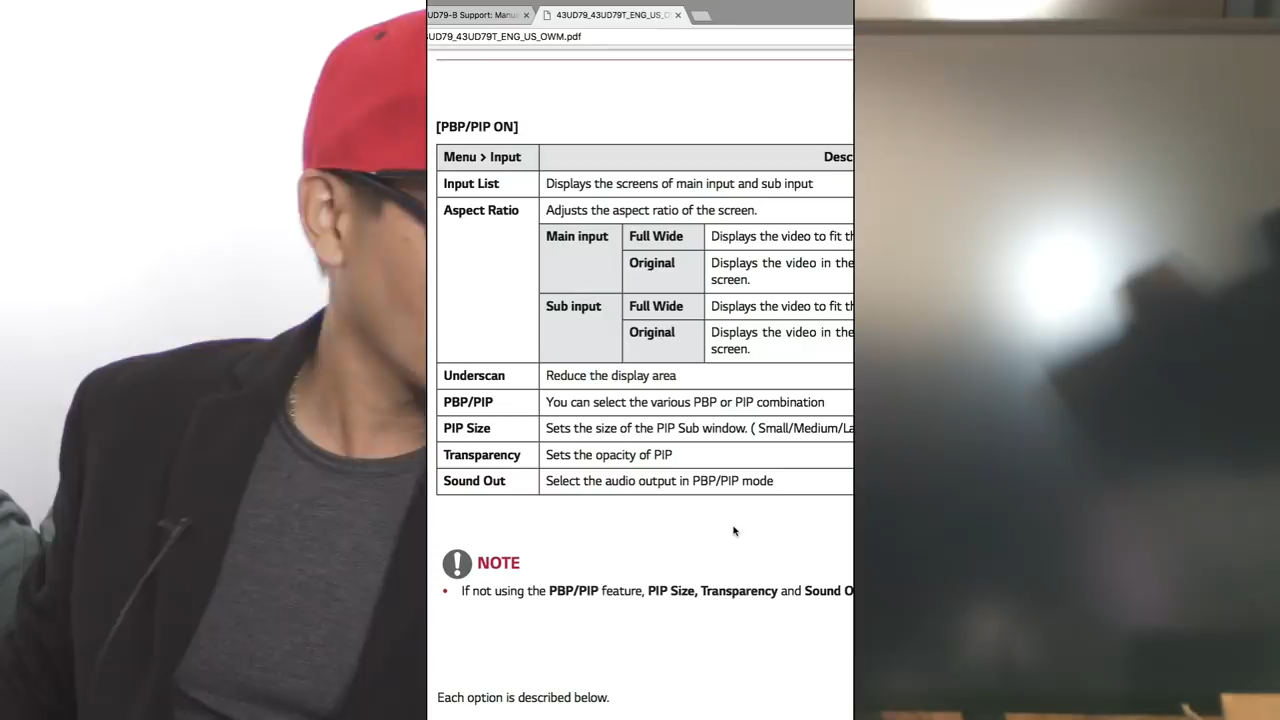 UD79-B Support: Manu
43UD79_43UD79T_ENG_US_O
UD79_43UD79T_ENG_US_OWM.pdf
[PBP/PIP ON]
Menu > Input Desc
Input List Displays the screens of main input and sub input
Aspect Ratio Adjusts the aspect ratio of the screen.
Main input Full Wide Displays the video to fit th
Original Displays the video in the
screen.
Sub input Full Wide Displays the video to fit th
Original Displays the video in the
screen.
Underscan Reduce the display area
PBP/PIP You can select the various PBP or PIP combination
PIP Size Sets the size of the PIP Sub window. ( Small/Medium/La
Transparency Sets the opacity of PIP
Sound Out Select the audio output in PBP/PIP mode
NOTE
• If not using the PBP/PIP feature, PIP Size, Transparency and Sound O
Each option is described below.